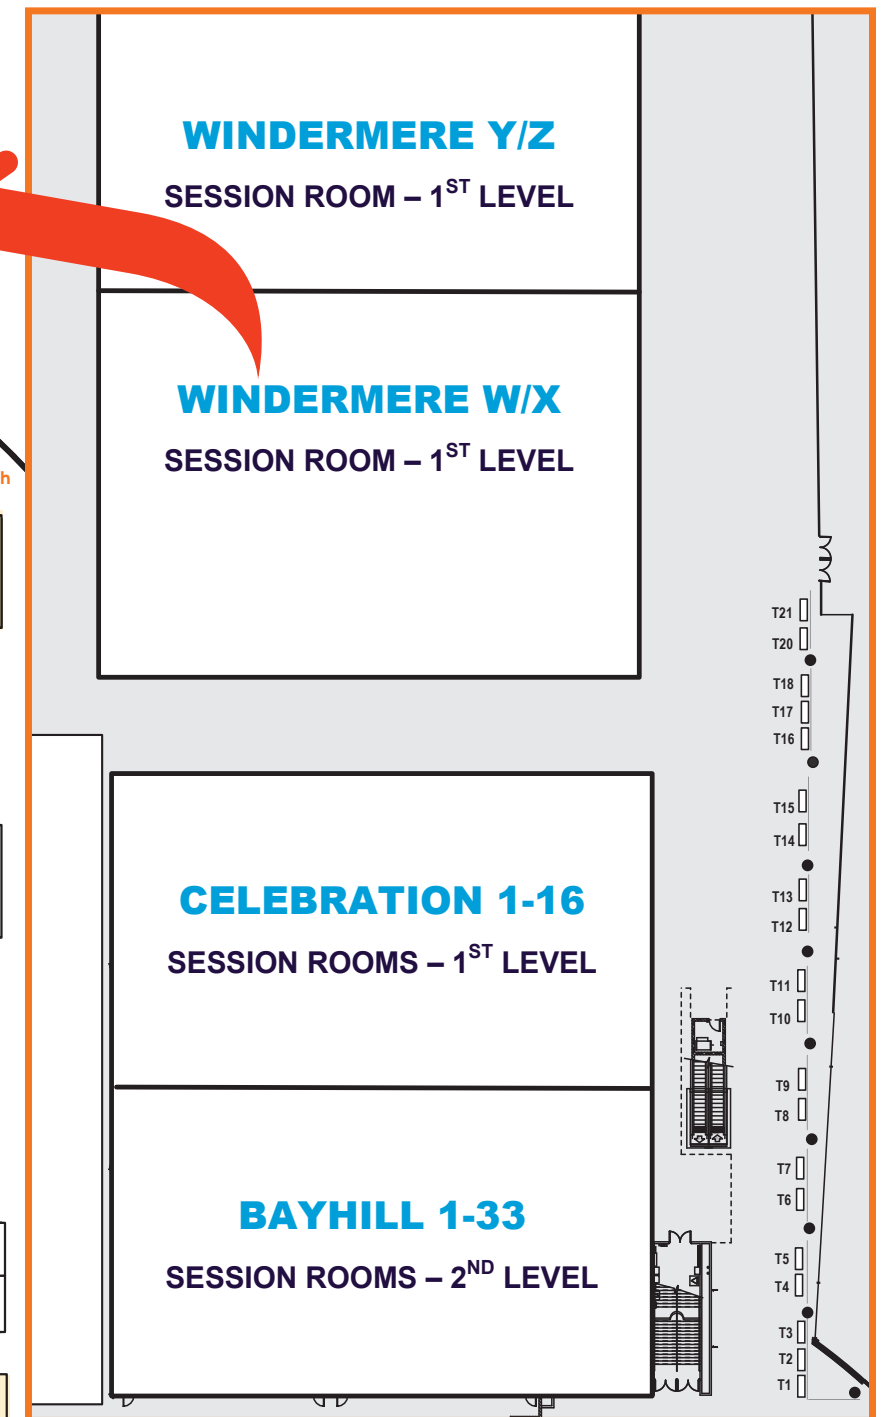 WINDERMERE Y/Z
SESSION ROOM – 1ST LEVEL
WINDERMERE W/X
SESSION ROOM – 1ST LEVEL
h
T21
T20
T18
T17
T16
T15
T14
CELEBRATION 1-16
SESSION ROOMS – 1ST LEVEL
T13
T12
T11
T10
T9
T8
BAYHILL 1-33
SESSION ROOMS – 2ND LEVEL
T7
T6
T5
T4
T3
T2
T1